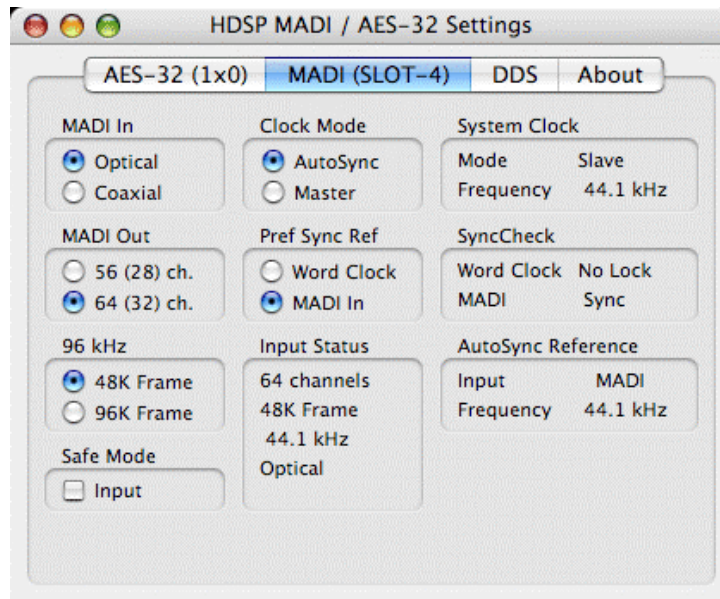 HDSP MADI / AES-32 Settings
AES-32 (1x0) MADI (SLOT-4) DDS About
MADI In
Optical
Coaxial
MADI Out
56 (28) ch.
64 (32) ch.
96 kHz
48K Frame
96K Frame
Safe Mode
Input
Clock Mode
AutoSync
Master
Pref Sync Ref
Word Clock
MADI In
Input Status
64 channels
48K Frame
44.1 kHz
Optical
System Clock
Mode Slave
Frequency 44.1 kHz
SyncCheck
Word Clock No Lock
MADI Sync
AutoSync Reference
Input MADI
Frequency 44.1 kHz